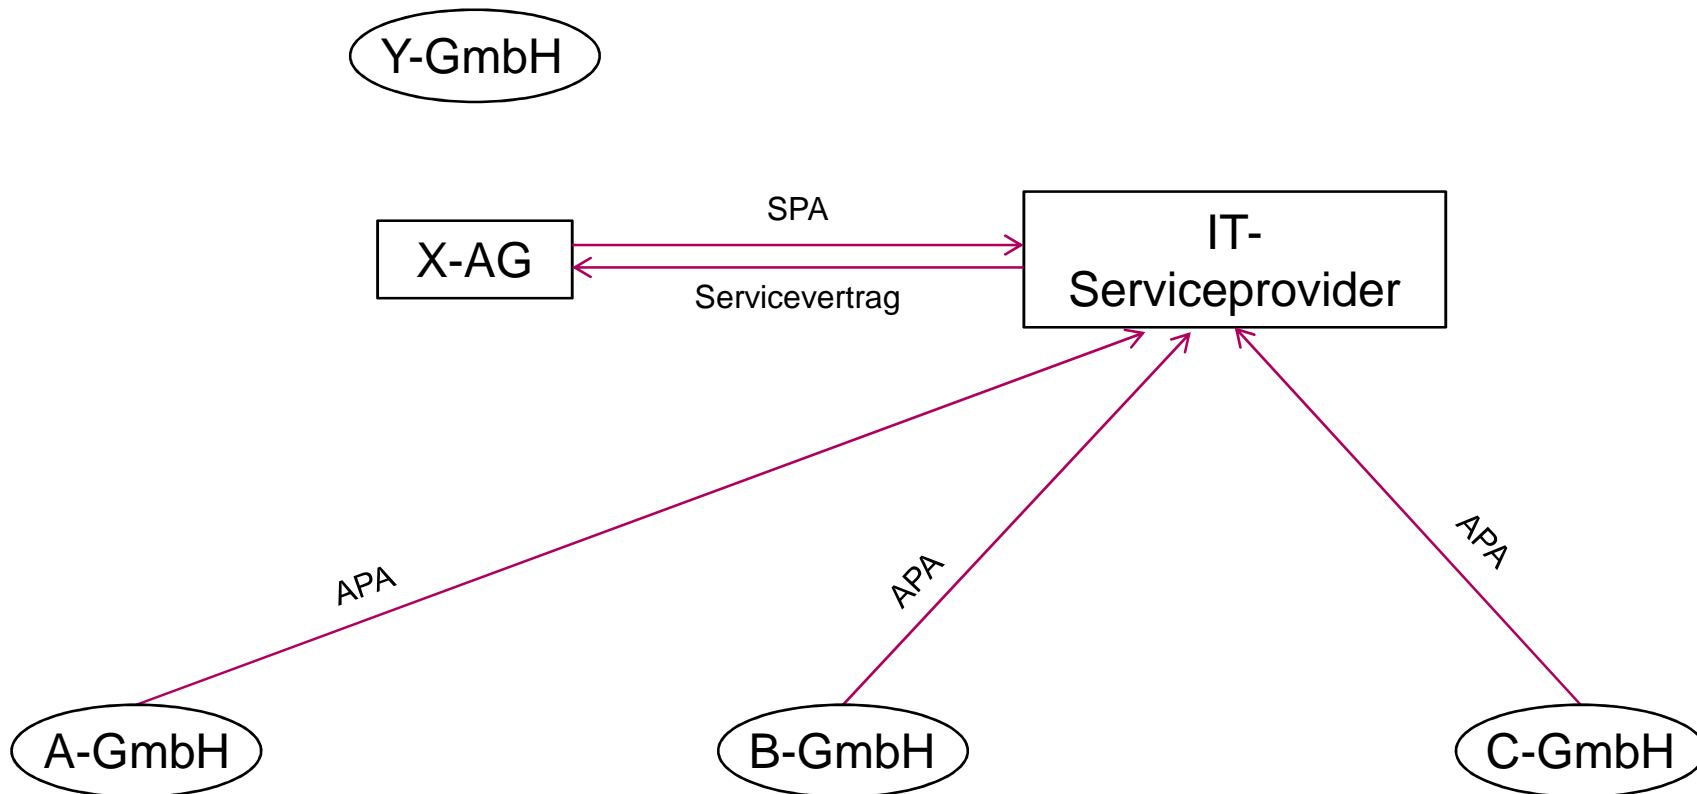 Y-GmbH
SPA
X-AG
IT-
Serviceprovider
Servicevertrag
APA
APA
APA
A-GmbH
B-GmbH
C-GmbH